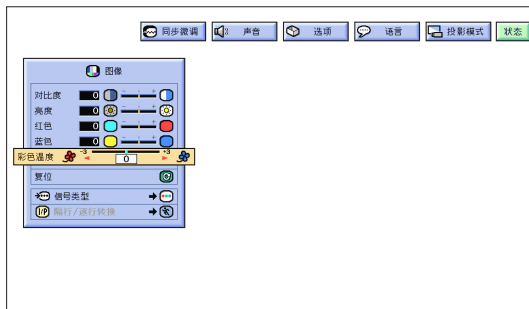 同步微调 声音 选项 语言 投影模式 状态
图像
对比度 0 - +
亮度 0 - +
红色 0 - +
蓝色 0 - +
彩色温度 -3 0 +3
复位
信号类型
I/P 隔行/逐行转换